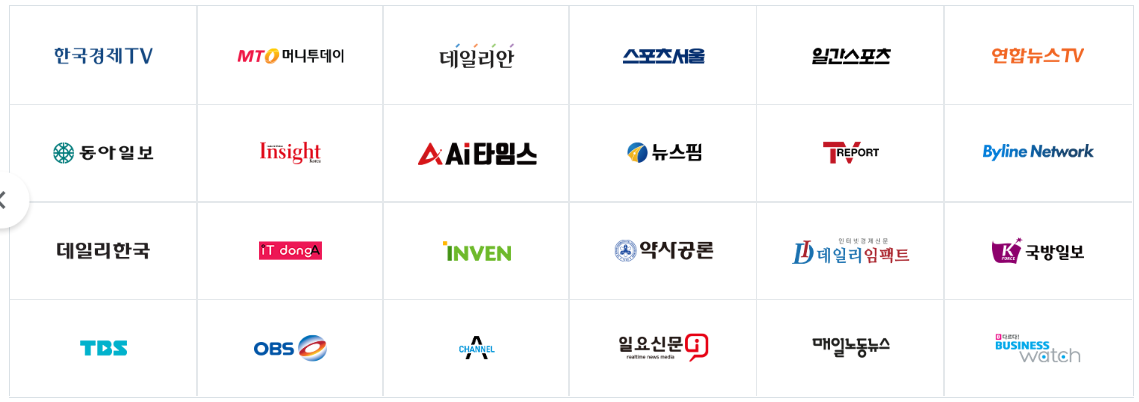 한국경제TV
MTO 머니투데이
데일리안
스포츠서울
일간스포츠
연합뉴스TV
동아일보
Insight
Ai타임스
뉴스핌
TV REPORT
Byline Network
데일리한국
iT dongA
INVEN
약사공론
인터넷경제신문
DI 데일리임팩트
K
FORCE
국방일보
TBS
OBS
CHANNEL A
일요신문 i
realtime news media
매일노동뉴스
BUSINESS
watch